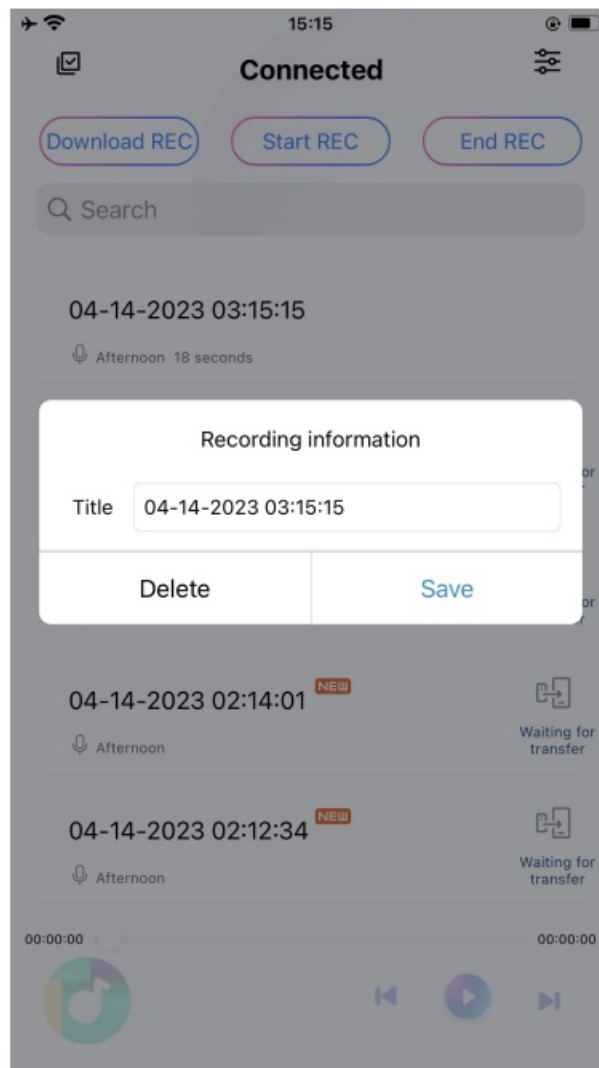 15:15
Connected
Download REC
Start REC
End REC
Search
04-14-2023 03:15:15
Afternoon 18 seconds
Recording information
or
Title 04-14-2023 03:15:15
Delete Save
or
04-14-2023 02:14:01 NEW
Waiting for
Afternoon
transfer
04-14-2023 02:12:34 NEW
Waiting for
Afternoon
transfer
00:00:00
00:00:00